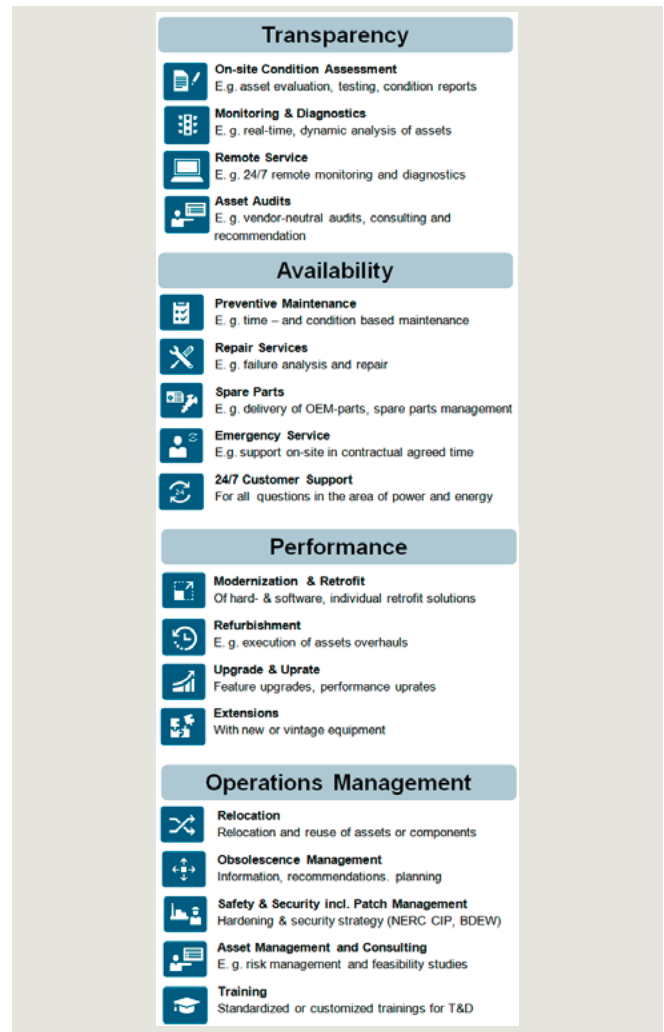 Transparency
On-site Condition Assessment
E.g. asset evaluation, testing, condition reports
Monitoring & Diagnostics
E. g. real-time, dynamic analysis of assets
Remote Service
E. g. 24/7 remote monitoring and diagnostics
Asset Audits
E. g. vendor-neutral audits, consulting and
recommendation
Availability
Preventive Maintenance
E. g. time – and condition based maintenance
Repair Services
E. g. failure analysis and repair
Spare Parts
E. g. delivery of OEM-parts, spare parts management
Emergency Service
E.g. support on-site in contractual agreed time
24
24/7 Customer Support
For all questions in the area of power and energy
Performance
Modernization & Retrofit
Of hard- & software, individual retrofit solutions
Refurbishment
E. g. execution of assets overhauls
Upgrade & Uprate
Feature upgrades, performance uprates
Extensions
With new or vintage equipment
Operations Management
Relocation
Relocation and reuse of assets or components
Obsolescence Management
Information, recommendations. planning
Safety & Security incl. Patch Management
Hardening & security strategy (NERC CIP, BDEW)
Asset Management and Consulting
E. g. risk management and feasibility studies
Training
Standardized or customized trainings for T&D